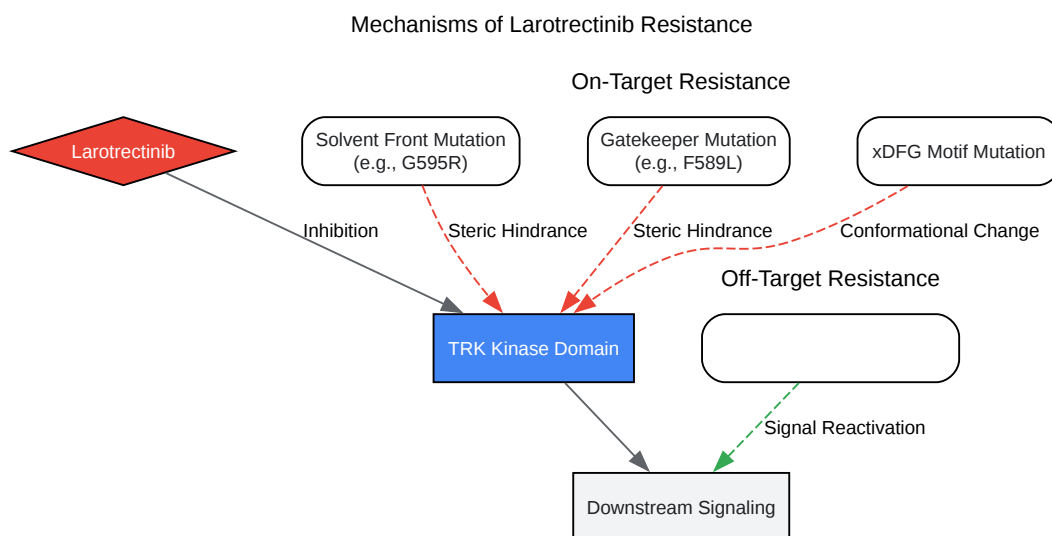 Mechanisms of Larotrectinib Resistance
On-Target Resistance
Larotrectinib
Solvent Front Mutation
(e.g., G595R)
Gatekeeper Mutation
(e.g., F589L)
xDFG Motif Mutation
Inhibition
Steric Hindrance
Steric Hindrance
Conformational Change
Off-Target Resistance
TRK Kinase Domain
Signal Reactivation
Downstream Signaling